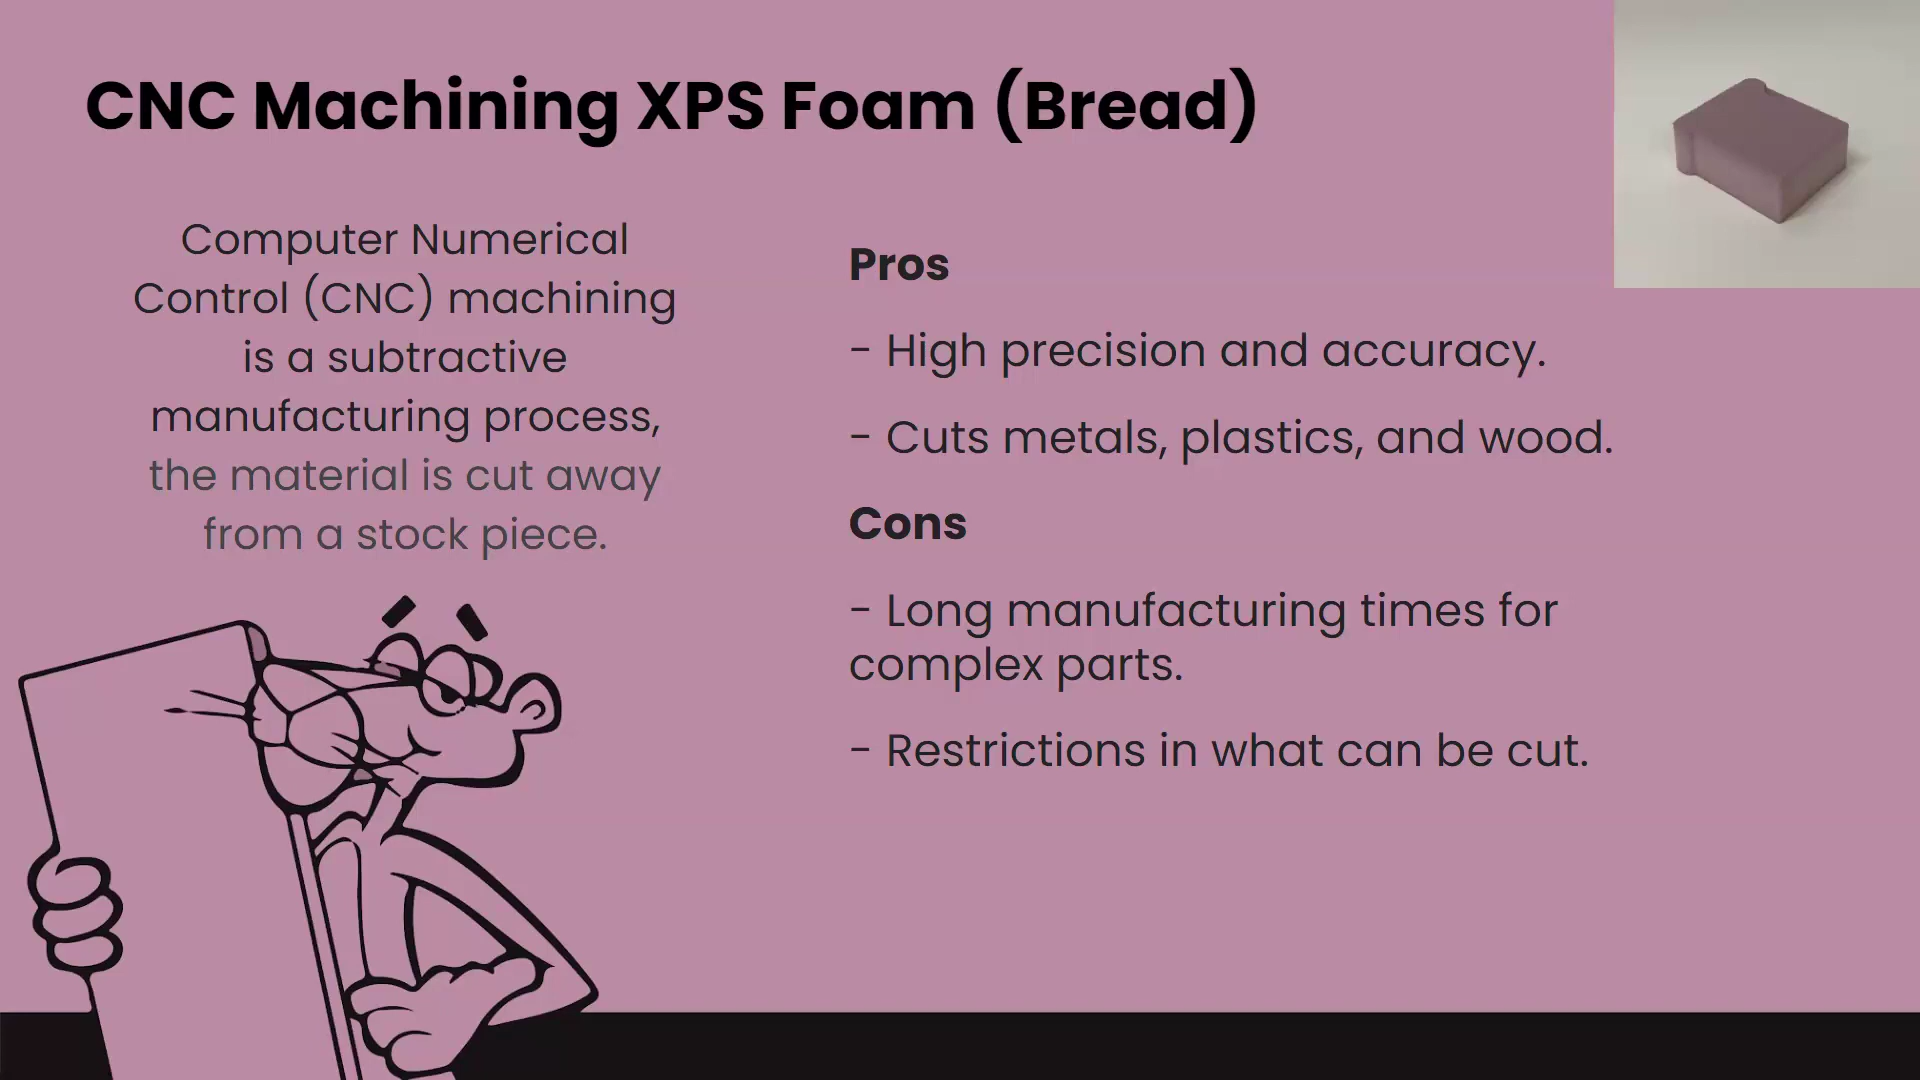 CNC Machining XPS Foam (Bread)
Computer Numerical
Control (CNC) machining
is a subtractive
manufacturing process,
the material is cut away
from a stock piece.
Pros
- High precision and accuracy.
- Cuts metals, plastics, and wood.
Cons
- Long manufacturing times for
complex parts.
- Restrictions in what can be cut.